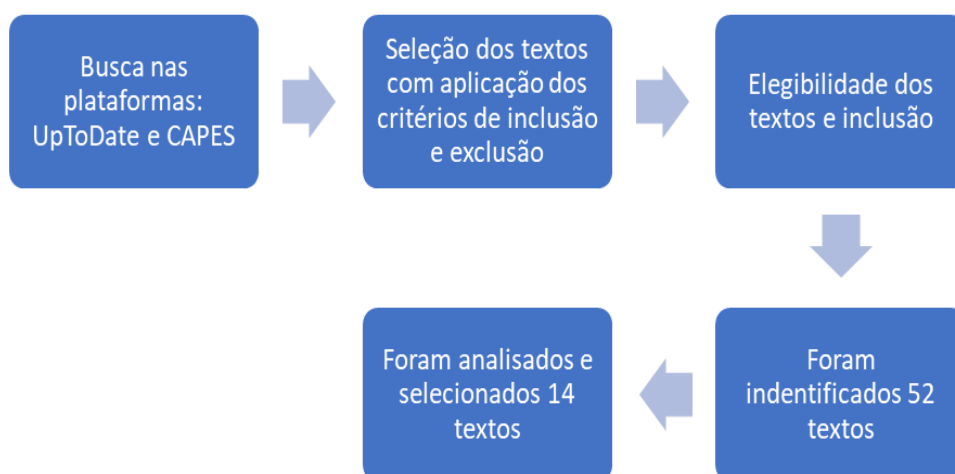 Busca nas
plataformas:
UpToDate e CAPES
Seleção dos textos
com aplicação dos
critérios de inclusão
e exclusão
Elegibilidade dos
textos e inclusão
Foram
indentificados 52
textos
Foram analisados e
selecionados 14
textos